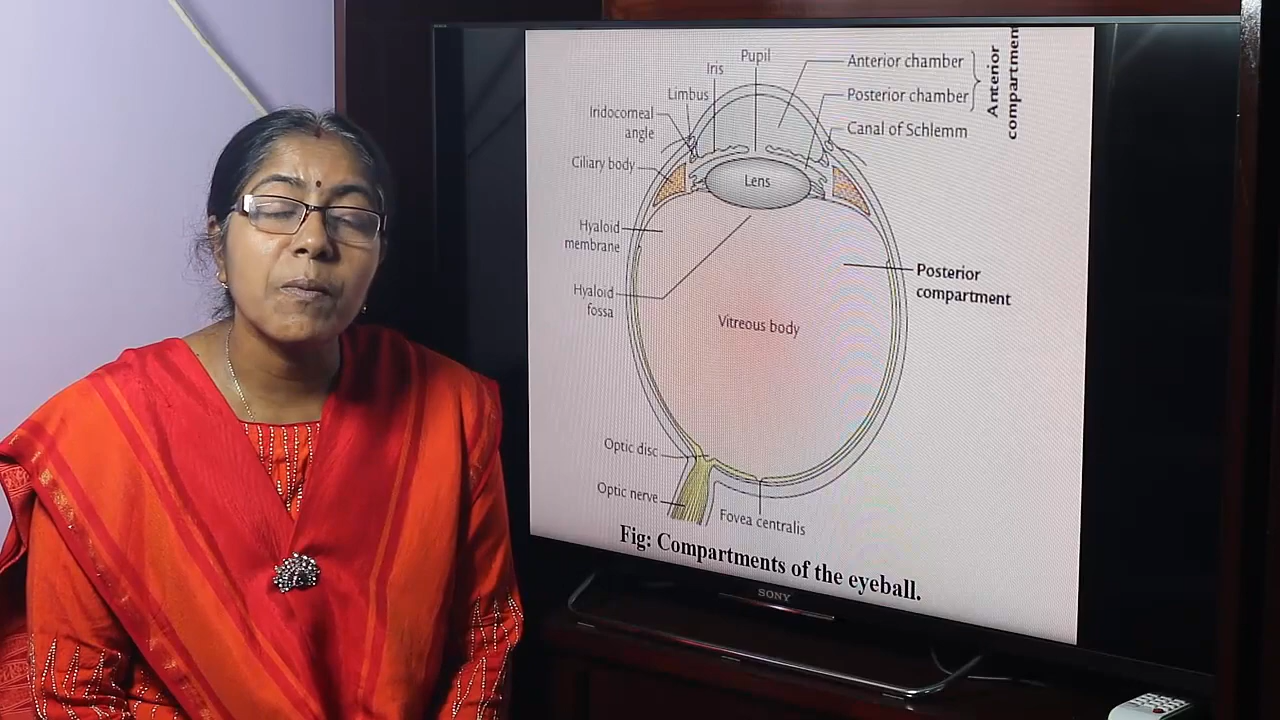 Pupil
Iris
Limbus
Iridocorneal
angle
Ciliary body
Hyaloid
membrane
Hyaloid
fossa
Optic disc
Optic nerve
Anterior chamber
Posterior chamber
Anterior
compartment
Canal of Schlemm
Lens
Posterior
compartment
Vitreous body
Fovea centralis
Fig: Compartments of the eyeball.
SONY